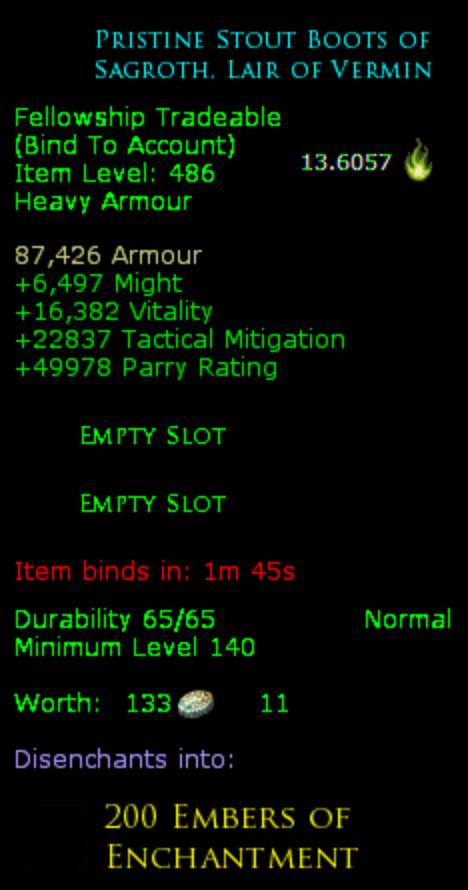 Pristine Stout Boots of
Sagroth, Lair of Vermin
Fellowship Tradeable
(Bind To Account)
Item Level: 486
13.6057
Heavy Armour
87,426 Armour
+6,497 Might
+16,382 Vitality
+22837 Tactical Mitigation
+49978 Parry Rating
Empty Slot
Empty Slot
Item binds in: 1m 45s
Durability 65/65 Normal
Minimum Level 140
Worth: 133 11
Disenchants into:
200 Embers of
Enchantment